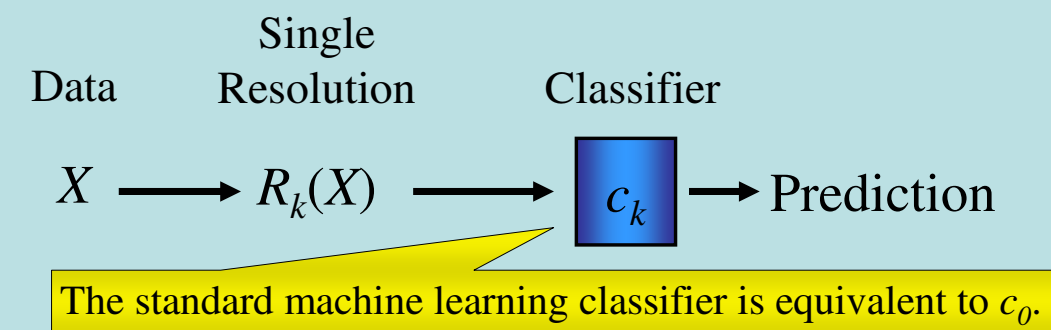 Single
Data Resolution Classifier
X R_k(X) c_k Prediction
The standard machine learning classifier is equivalent to c_0.